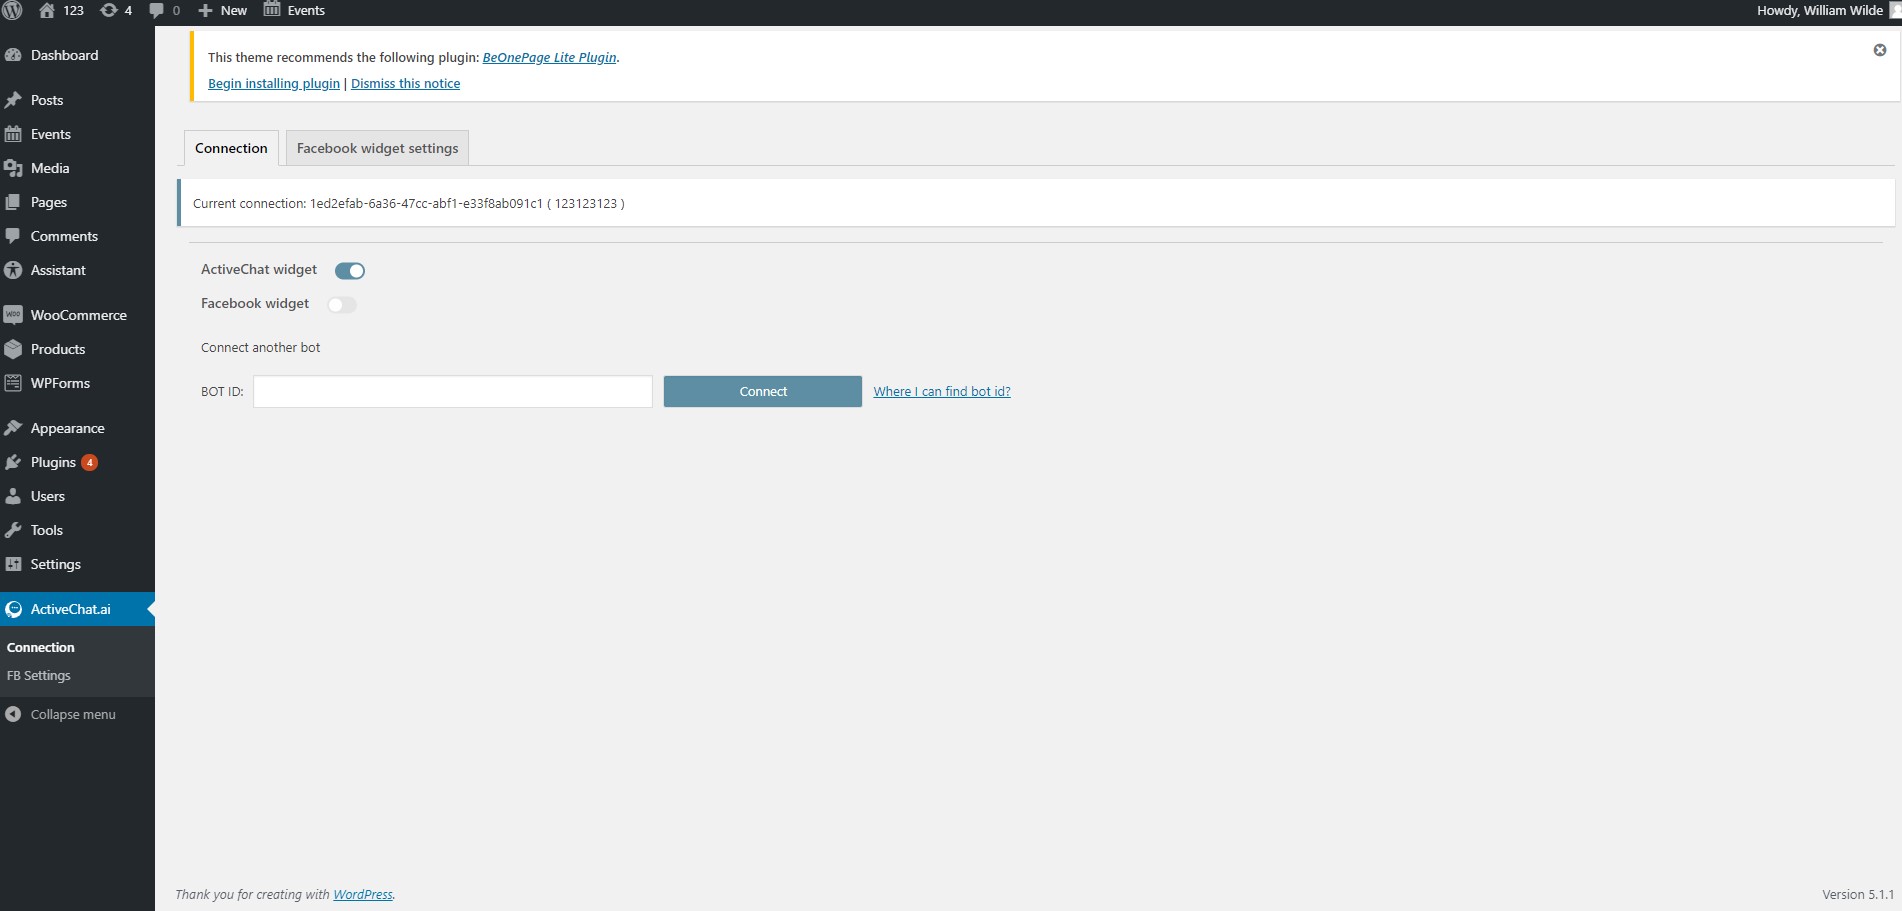 123 4 0 New Events Howdy, William Wilde
Dashboard
Posts
Events
Media
Pages
Comments
Assistant
WooCommerce
Products
WPForms
Appearance
Plugins 4
Users
Tools
Settings
ActiveChat.ai
Connection
FB Settings
Collapse menu
This theme recommends the following plugin: BeOnePage Lite Plugin.
Begin installing plugin | Dismiss this notice
Connection Facebook widget settings
Current connection: 1ed2efab-6a36-47cc-abf1-e33f8ab091c1 ( 123123123 )
ActiveChat widget
Facebook widget
Connect another bot
BOT ID: Connect Where I can find bot id?
Thank you for creating with WordPress. Version 5.1.1